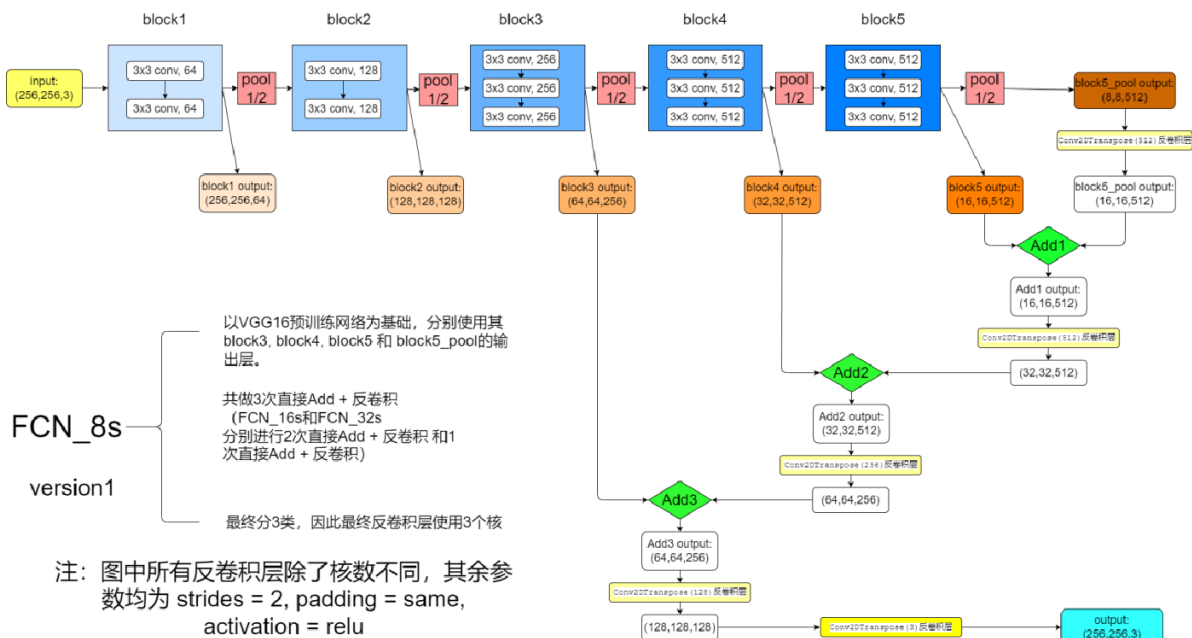 block1
block2
block3
block4
block5
input:
(256,256,3)
3x3 conv, 64
3x3 conv, 64
pool
1/2
3x3 conv, 128
3x3 conv, 128
pool
1/2
3x3 conv, 256
3x3 conv, 256
3x3 conv, 256
pool
1/2
3x3 conv, 512
3x3 conv, 512
3x3 conv, 512
pool
1/2
3x3 conv, 512
3x3 conv, 512
3x3 conv, 512
pool
1/2
block5_pool output:
(8,8,512)
Conv2DTranspose(512)反卷积层
block1 output:
(256,256,64)
block2 output:
(128,128,128)
block3 output:
(64,64,256)
block4 output:
(32,32,512)
block5 output:
(16,16,512)
block5_pool output:
(16,16,512)
Add1
Add1 output:
(16,16,512)
Conv2DTranspose(512)反卷积层
(32,32,512)
Add2
Add2 output:
(32,32,512)
Conv2DTranspose(256)反卷积层
(64,64,256)
Add3
Add3 output:
(64,64,256)
Conv2DTranspose(128)反卷积层
(128,128,128)
Conv2DTranspose(3)反卷积层
output:
(256,256,3)
FCN_8s
version1
以VGG16预训练网络为基础，分别使用其
block3, block4, block5 和 block5_pool的输
出层。
共做3次直接Add + 反卷积
（FCN_16s和FCN_32s
分别进行2次直接Add + 反卷积 和1
次直接Add + 反卷积）
最终分3类，因此最终反卷积层使用3个核
注：图中所有反卷积层除了核数不同，其余参
数均为 strides = 2, padding = same,
activation = relu